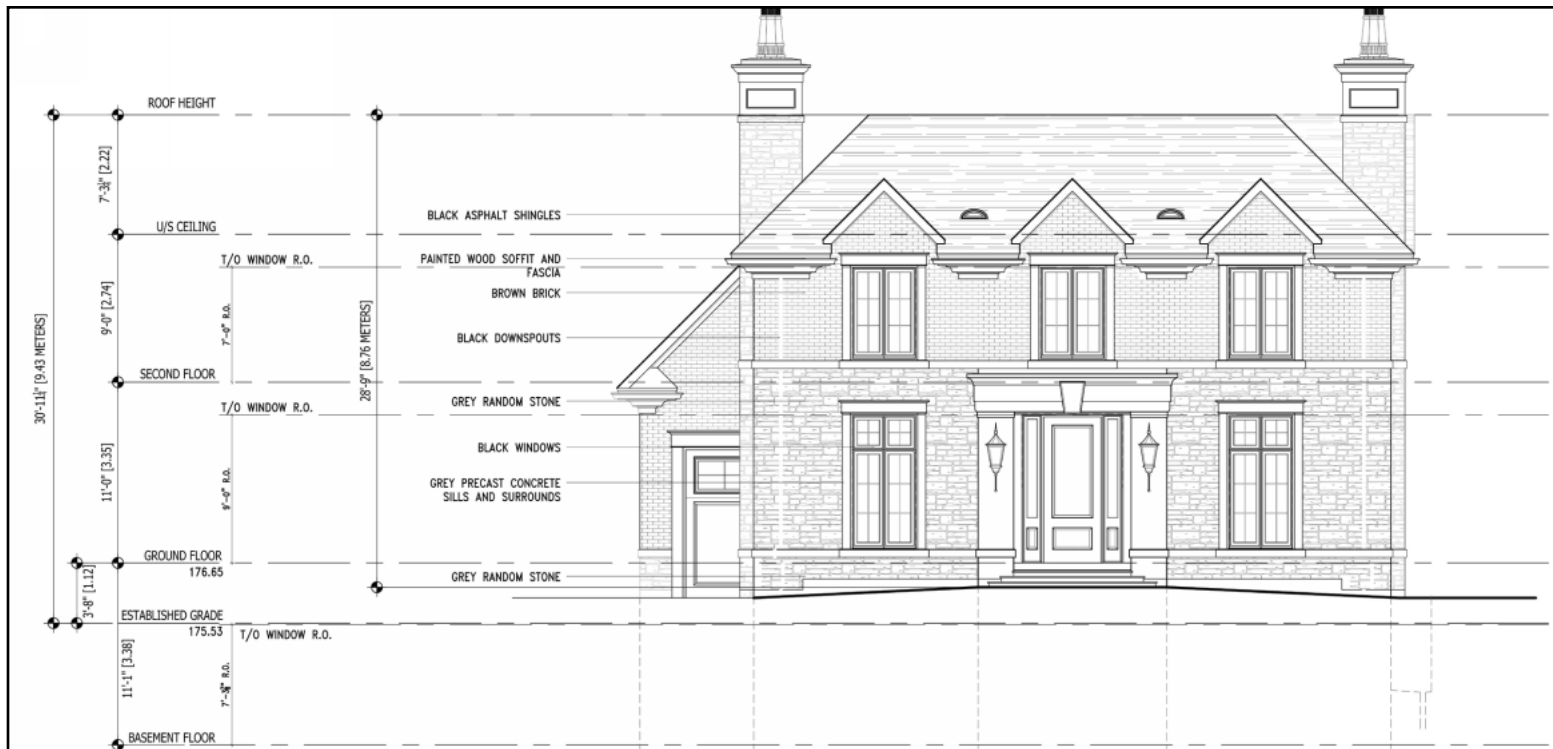 ROOF HEIGHT
7'-3¼" [2.22]
BLACK ASPHALT SHINGLES
U/S CEILING
T/O WINDOW R.O.
PAINTED WOOD SOFFIT AND
FASCIA
BROWN BRICK
9'-0" [2.74]
7'-0" R.O.
30'-11¼" [9.43 METERS]
28'-9" [8.76 METERS]
BLACK DOWNSPOUTS
SECOND FLOOR
GREY RANDOM STONE
T/O WINDOW R.O.
BLACK WINDOWS
11'-0" [3.35]
9'-0" R.O.
GREY PRECAST CONCRETE
SILLS AND SURROUNDS
GROUND FLOOR
176.65
GREY RANDOM STONE
3'-8" [1.12]
ESTABLISHED GRADE
175.53
T/O WINDOW R.O.
11'-1" [3.38]
R.O.
BASEMENT FLOOR